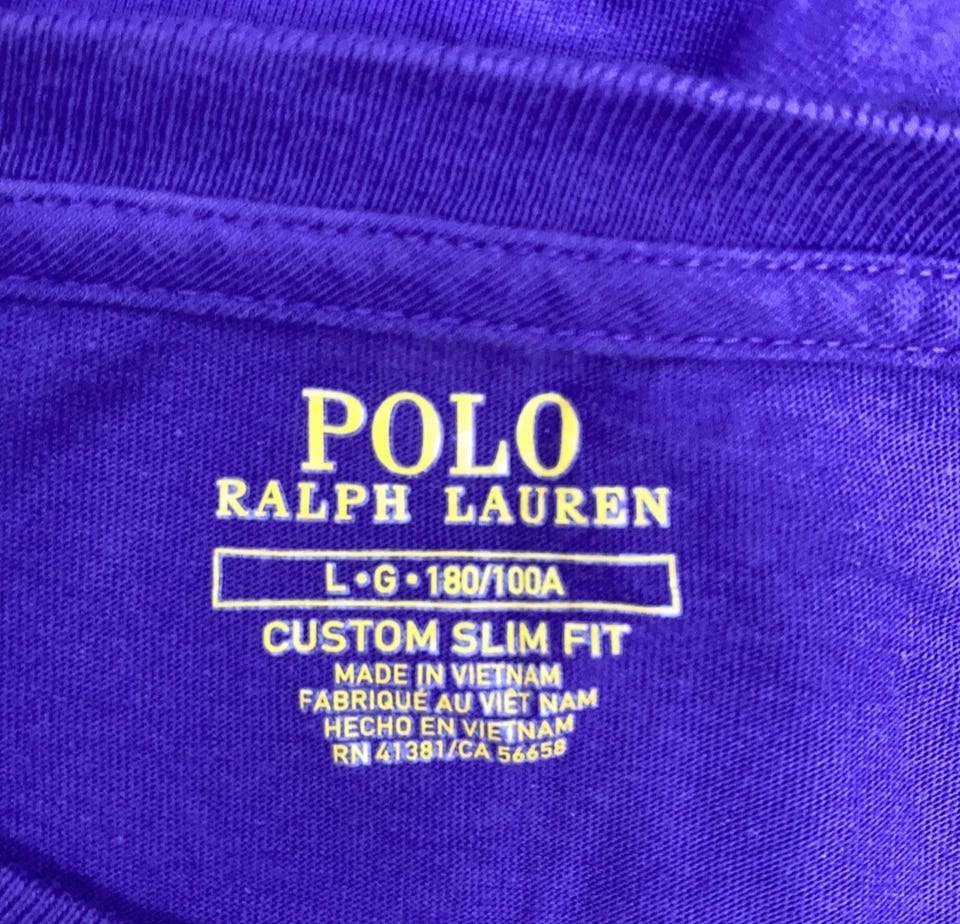 POLO
RALPH LAUREN
L•G•180/100A
CUSTOM SLIM FIT
MADE IN VIETNAM
FABRIQUÉ AU VIÊT NAM
HECHO EN VIETNAM
RN 41381/CA 56658